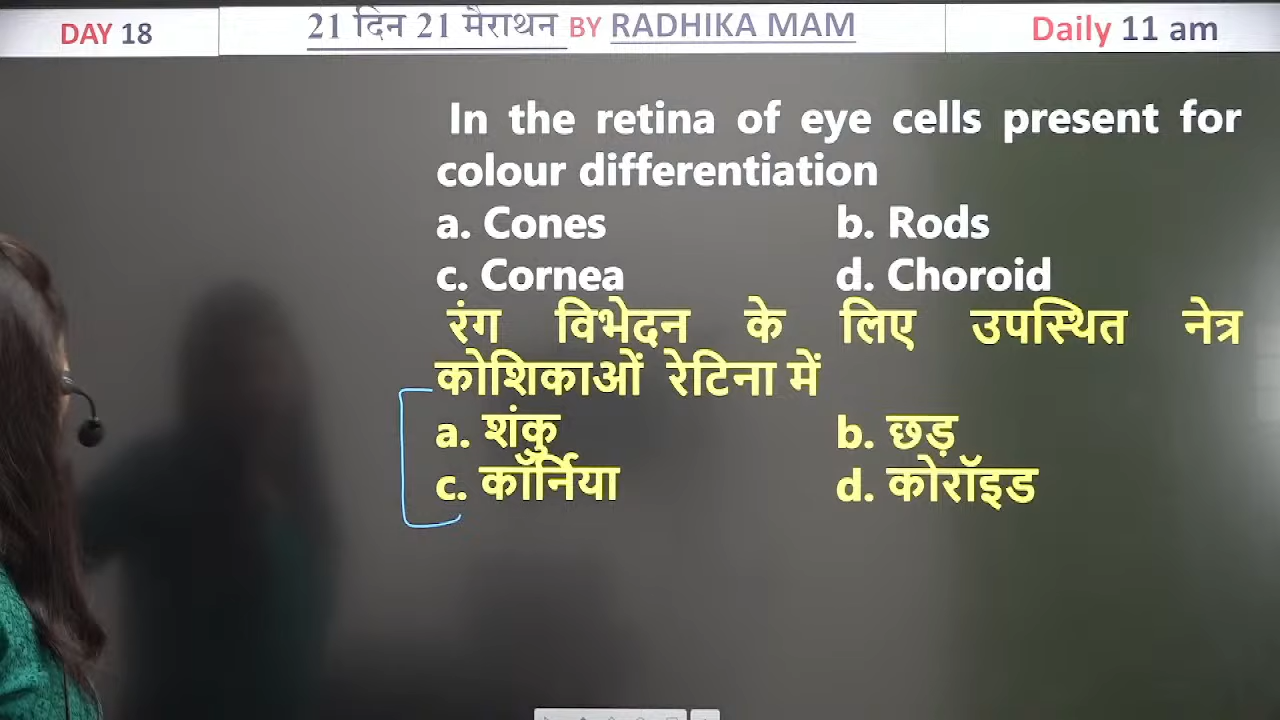 DAY 18
21 दिन 21 मैराथन BY RADHIKA MAM
Daily 11 am
In the retina of eye cells present for
colour differentiation
a. Cones b. Rods
c. Cornea d. Choroid
रंग विभेदन के लिए उपस्थित नेत्र
कोशिकाओं रेटिना में
a. शंकु b. छड़
c. कॉर्निया d. कोरॉइड